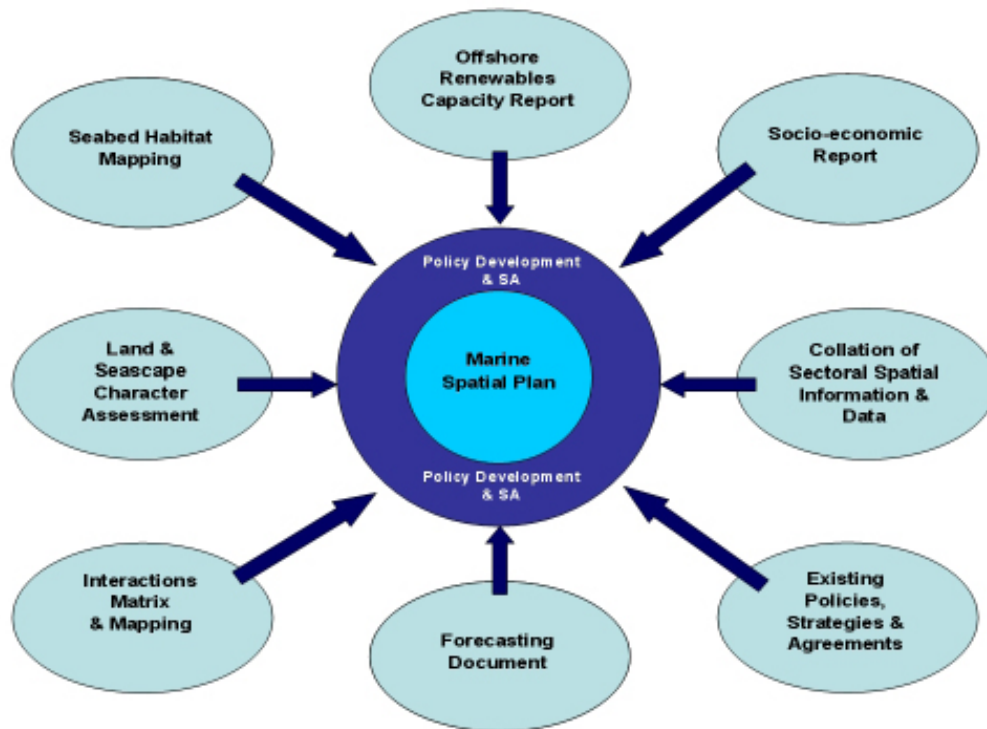 Offshore
Renewables
Capacity Report
Seabed Habitat
Mapping
Socio-economic
Report
Policy Development
& SA
Land &
Seascape
Character
Assessment
Marine
Spatial Plan
Collation of
Sectoral Spatial
Information &
Data
Policy Development
& SA
Interactions
Matrix
& Mapping
Forecasting
Document
Existing
Policies,
Strategies &
Agreements